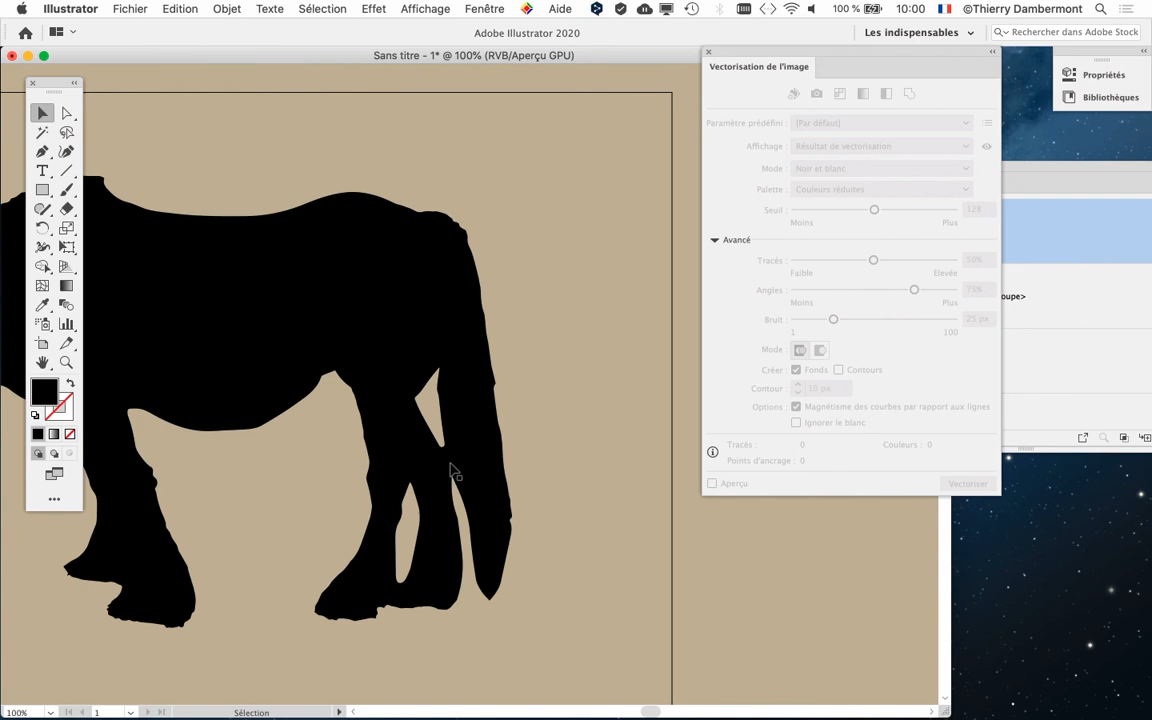 Illustrator Fichier Edition Objet Texte Sélection Effet Affichage Fenêtre Aide 100 % 10:00 ©Thierry Dambermont
Adobe Illustrator 2020 Les indispensables Rechercher dans Adobe Stock
Sans titre - 1* @ 100% (RVB/Aperçu GPU)
Vectorisation de l'image
Propriétés
Bibliothèques
Paramètre prédéfini : [Par défaut]
Affichage : Résultat de vectorisation
Mode : Noir et blanc
Palette : Couleurs réduites
Seuil : 128
Moins Plus
Avancé
Tracés : 50%
Faible Elevée
Angles : 75%
Moins Plus
oupe>
Bruit : 25 px
1 100
Mode :
Créer : Fonds Contours
Contour : 10 px
Options : Magnétisme des courbes par rapport aux lignes
Ignorer le blanc
Tracés : 0 Couleurs : 0
Points d'ancrage : 0
Aperçu Vectoriser
100% 1 Sélection